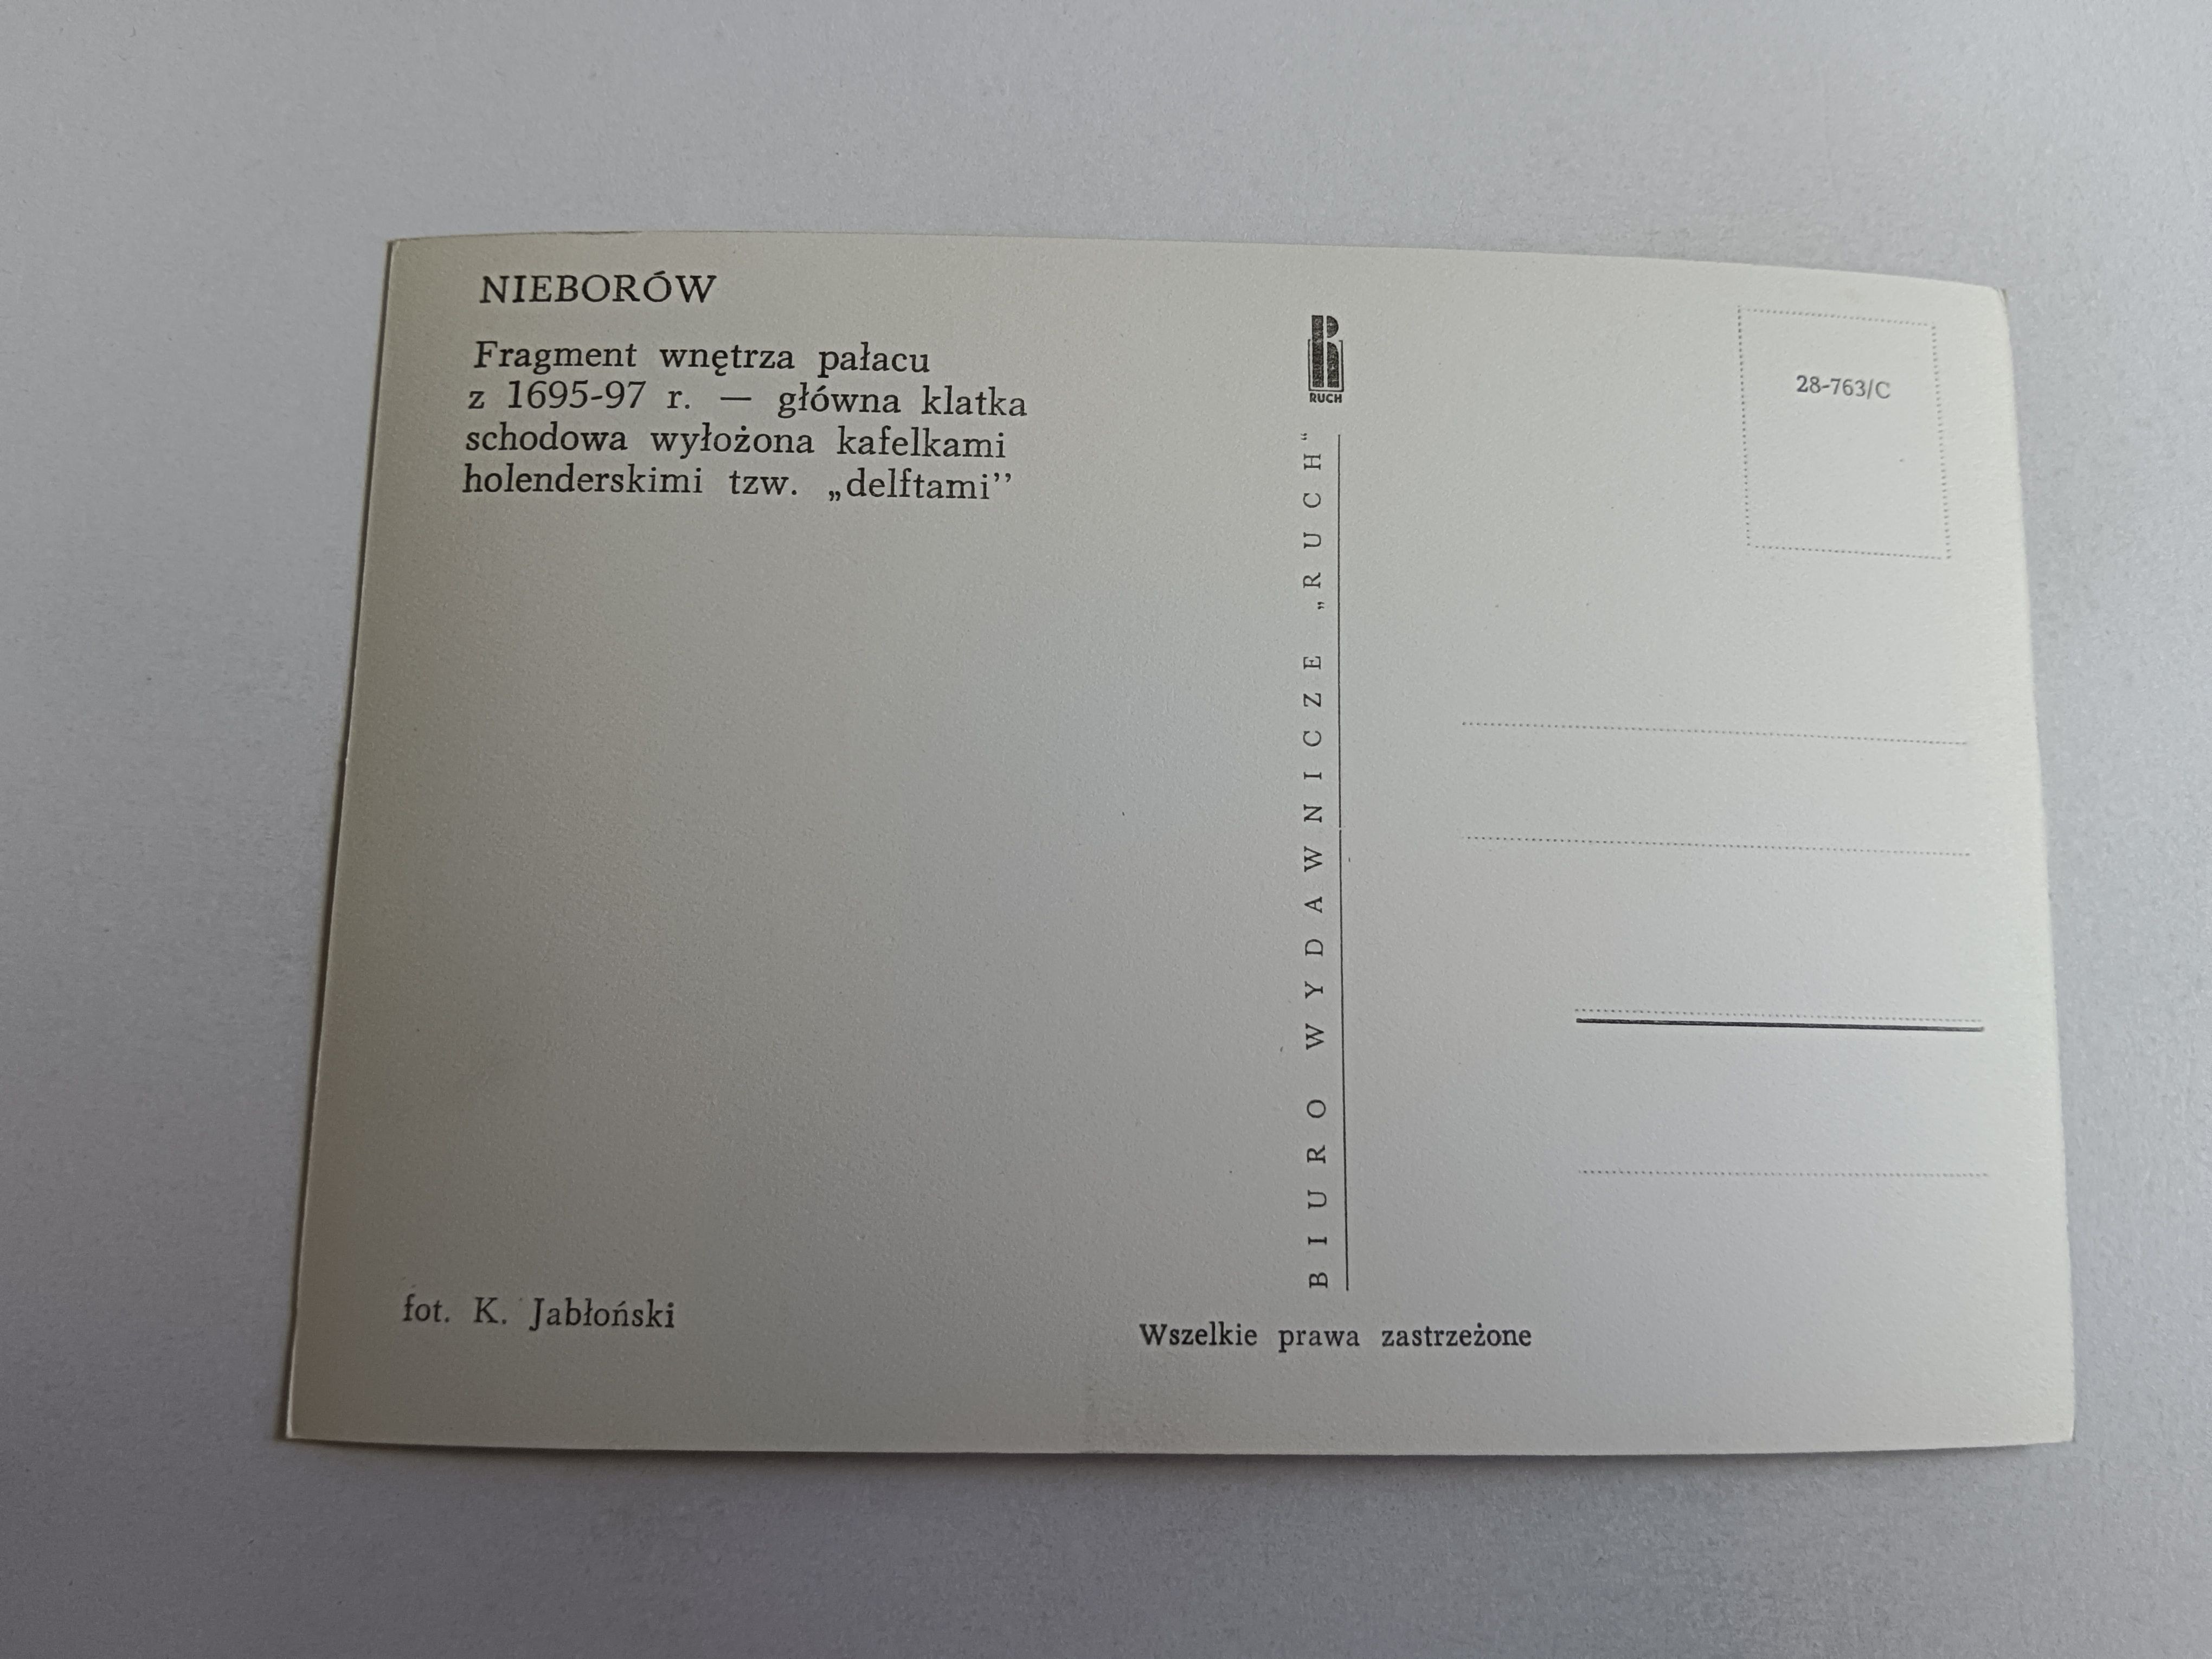 NIEBORÓW
Fragment wnętrza pałacu
z 1695-97 r. — główna klatka
schodowa wyłożona kafelkami
holenderskimi tzw. „delftami’’
fot. K. Jabłoński
RUCH
BIURO WYDAWNICZE „RUCH“
Wszelkie prawa zastrzeżone
28-763/C